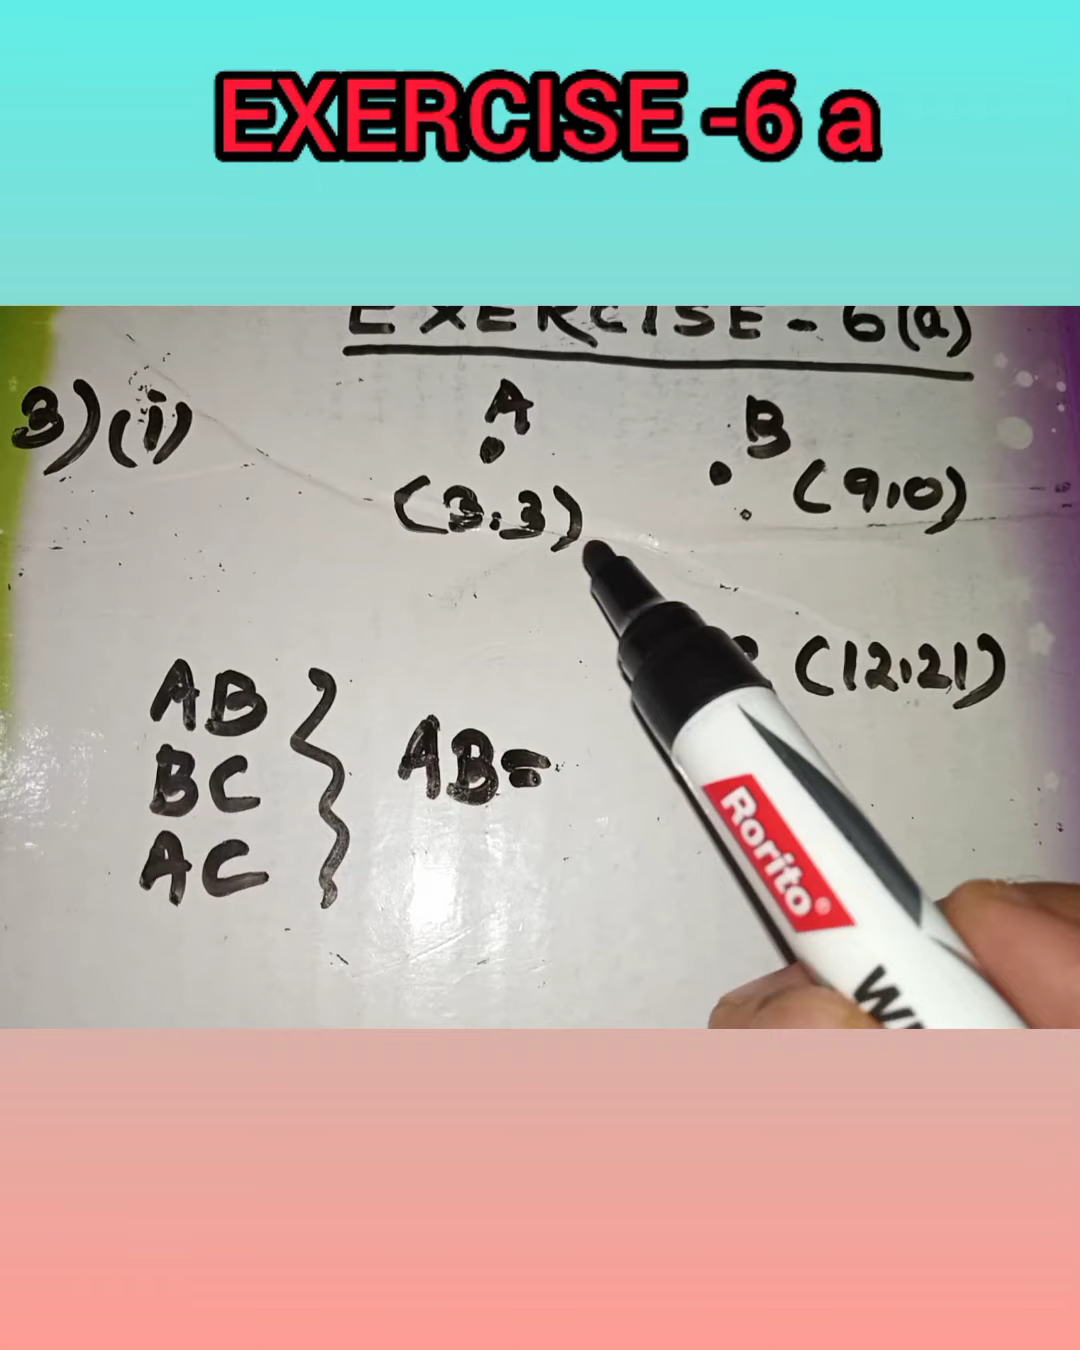 EXERCISE -6 a
EXERCISE - 6(a)
3) (i)
A
B
(3,3)
(9,0)
(12,21)
AB
BC
AC
AB=
Rorito®